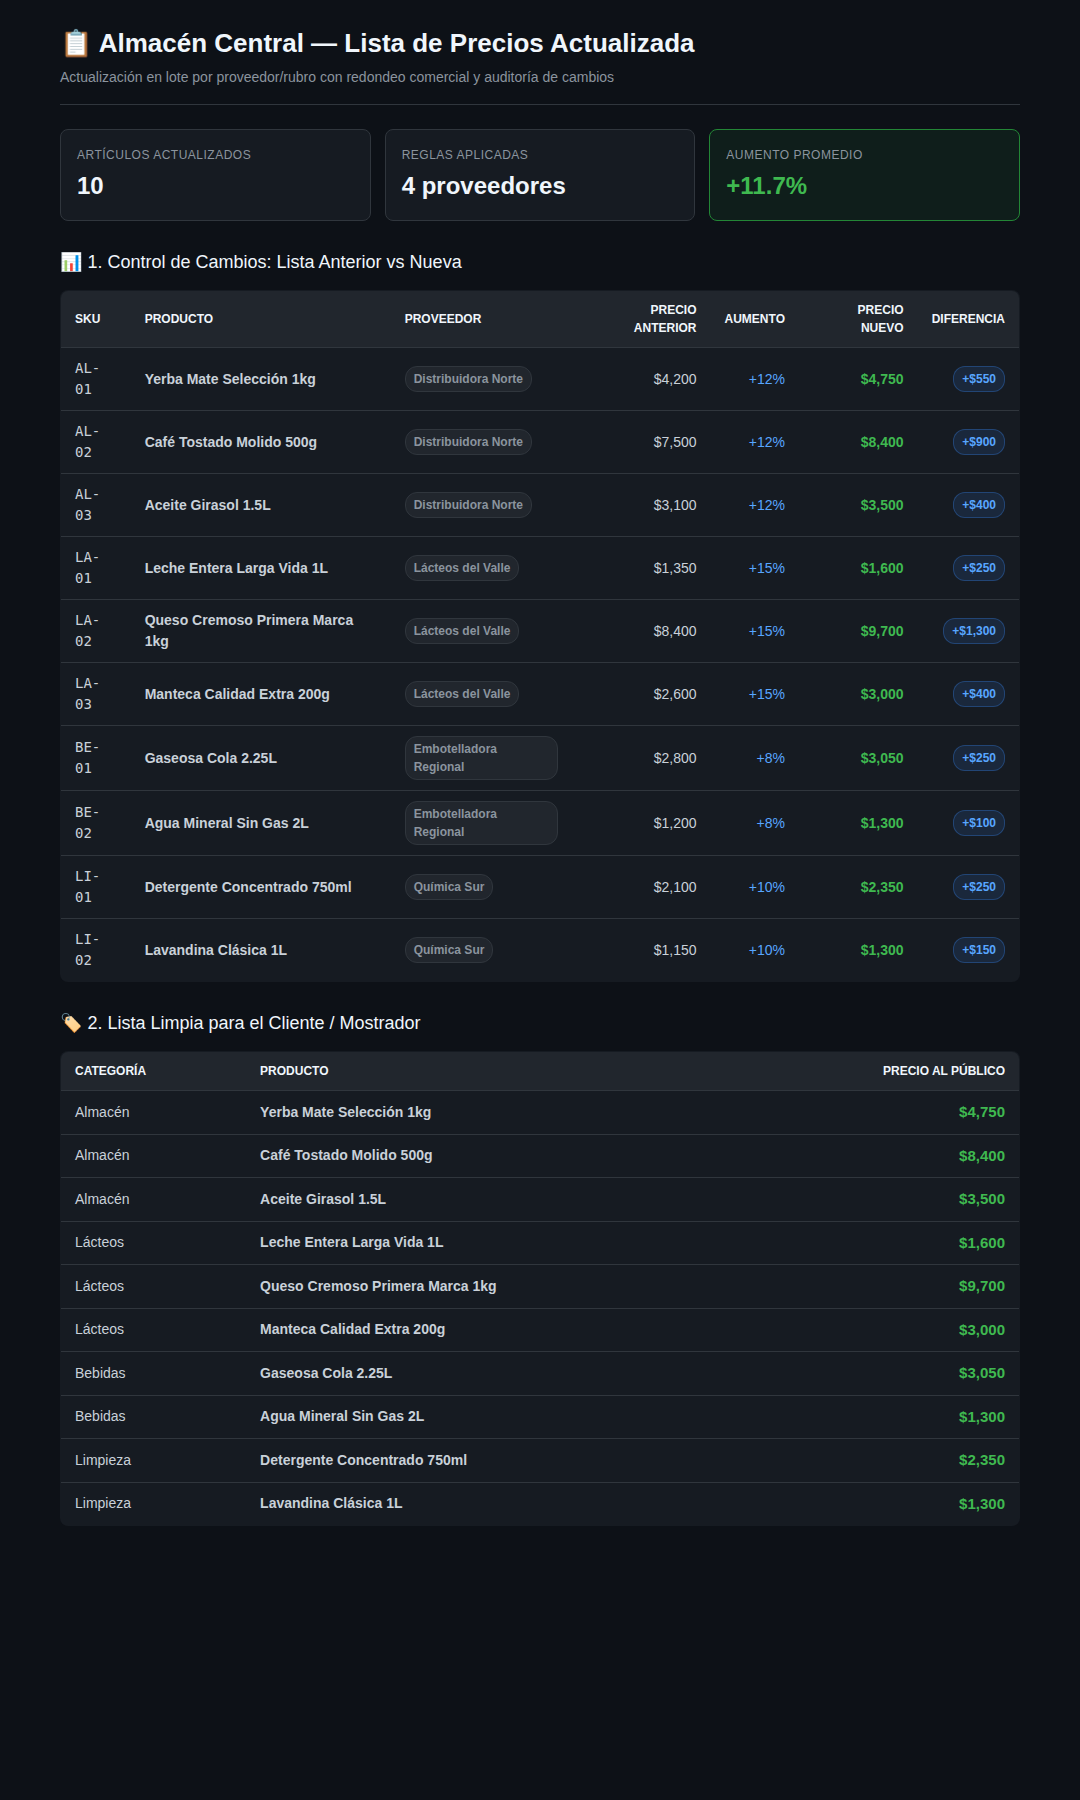 📋 Almacén Central — Lista de Precios Actualizada
Actualización en lote por proveedor/rubro con redondeo comercial y auditoría de cambios
ARTÍCULOS ACTUALIZADOS
10
REGLAS APLICADAS
4 proveedores
AUMENTO PROMEDIO
+11.7%
📊 1. Control de Cambios: Lista Anterior vs Nueva
SKU PRODUCTO PROVEEDOR PRECIO ANTERIOR AUMENTO PRECIO NUEVO DIFERENCIA
AL-01 Yerba Mate Selección 1kg Distribuidora Norte $4,200 +12% $4,750 +$550
AL-02 Café Tostado Molido 500g Distribuidora Norte $7,500 +12% $8,400 +$900
AL-03 Aceite Girasol 1.5L Distribuidora Norte $3,100 +12% $3,500 +$400
LA-01 Leche Entera Larga Vida 1L Lácteos del Valle $1,350 +15% $1,600 +$250
LA-02 Queso Cremoso Primera Marca 1kg Lácteos del Valle $8,400 +15% $9,700 +$1,300
LA-03 Manteca Calidad Extra 200g Lácteos del Valle $2,600 +15% $3,000 +$400
BE-01 Gaseosa Cola 2.25L Embotelladora Regional $2,800 +8% $3,050 +$250
BE-02 Agua Mineral Sin Gas 2L Embotelladora Regional $1,200 +8% $1,300 +$100
LI-01 Detergente Concentrado 750ml Química Sur $2,100 +10% $2,350 +$250
LI-02 Lavandina Clásica 1L Química Sur $1,150 +10% $1,300 +$150
🏷️ 2. Lista Limpia para el Cliente / Mostrador
CATEGORÍA PRODUCTO PRECIO AL PÚBLICO
Almacén Yerba Mate Selección 1kg $4,750
Almacén Café Tostado Molido 500g $8,400
Almacén Aceite Girasol 1.5L $3,500
Lácteos Leche Entera Larga Vida 1L $1,600
Lácteos Queso Cremoso Primera Marca 1kg $9,700
Lácteos Manteca Calidad Extra 200g $3,000
Bebidas Gaseosa Cola 2.25L $3,050
Bebidas Agua Mineral Sin Gas 2L $1,300
Limpieza Detergente Concentrado 750ml $2,350
Limpieza Lavandina Clásica 1L $1,300